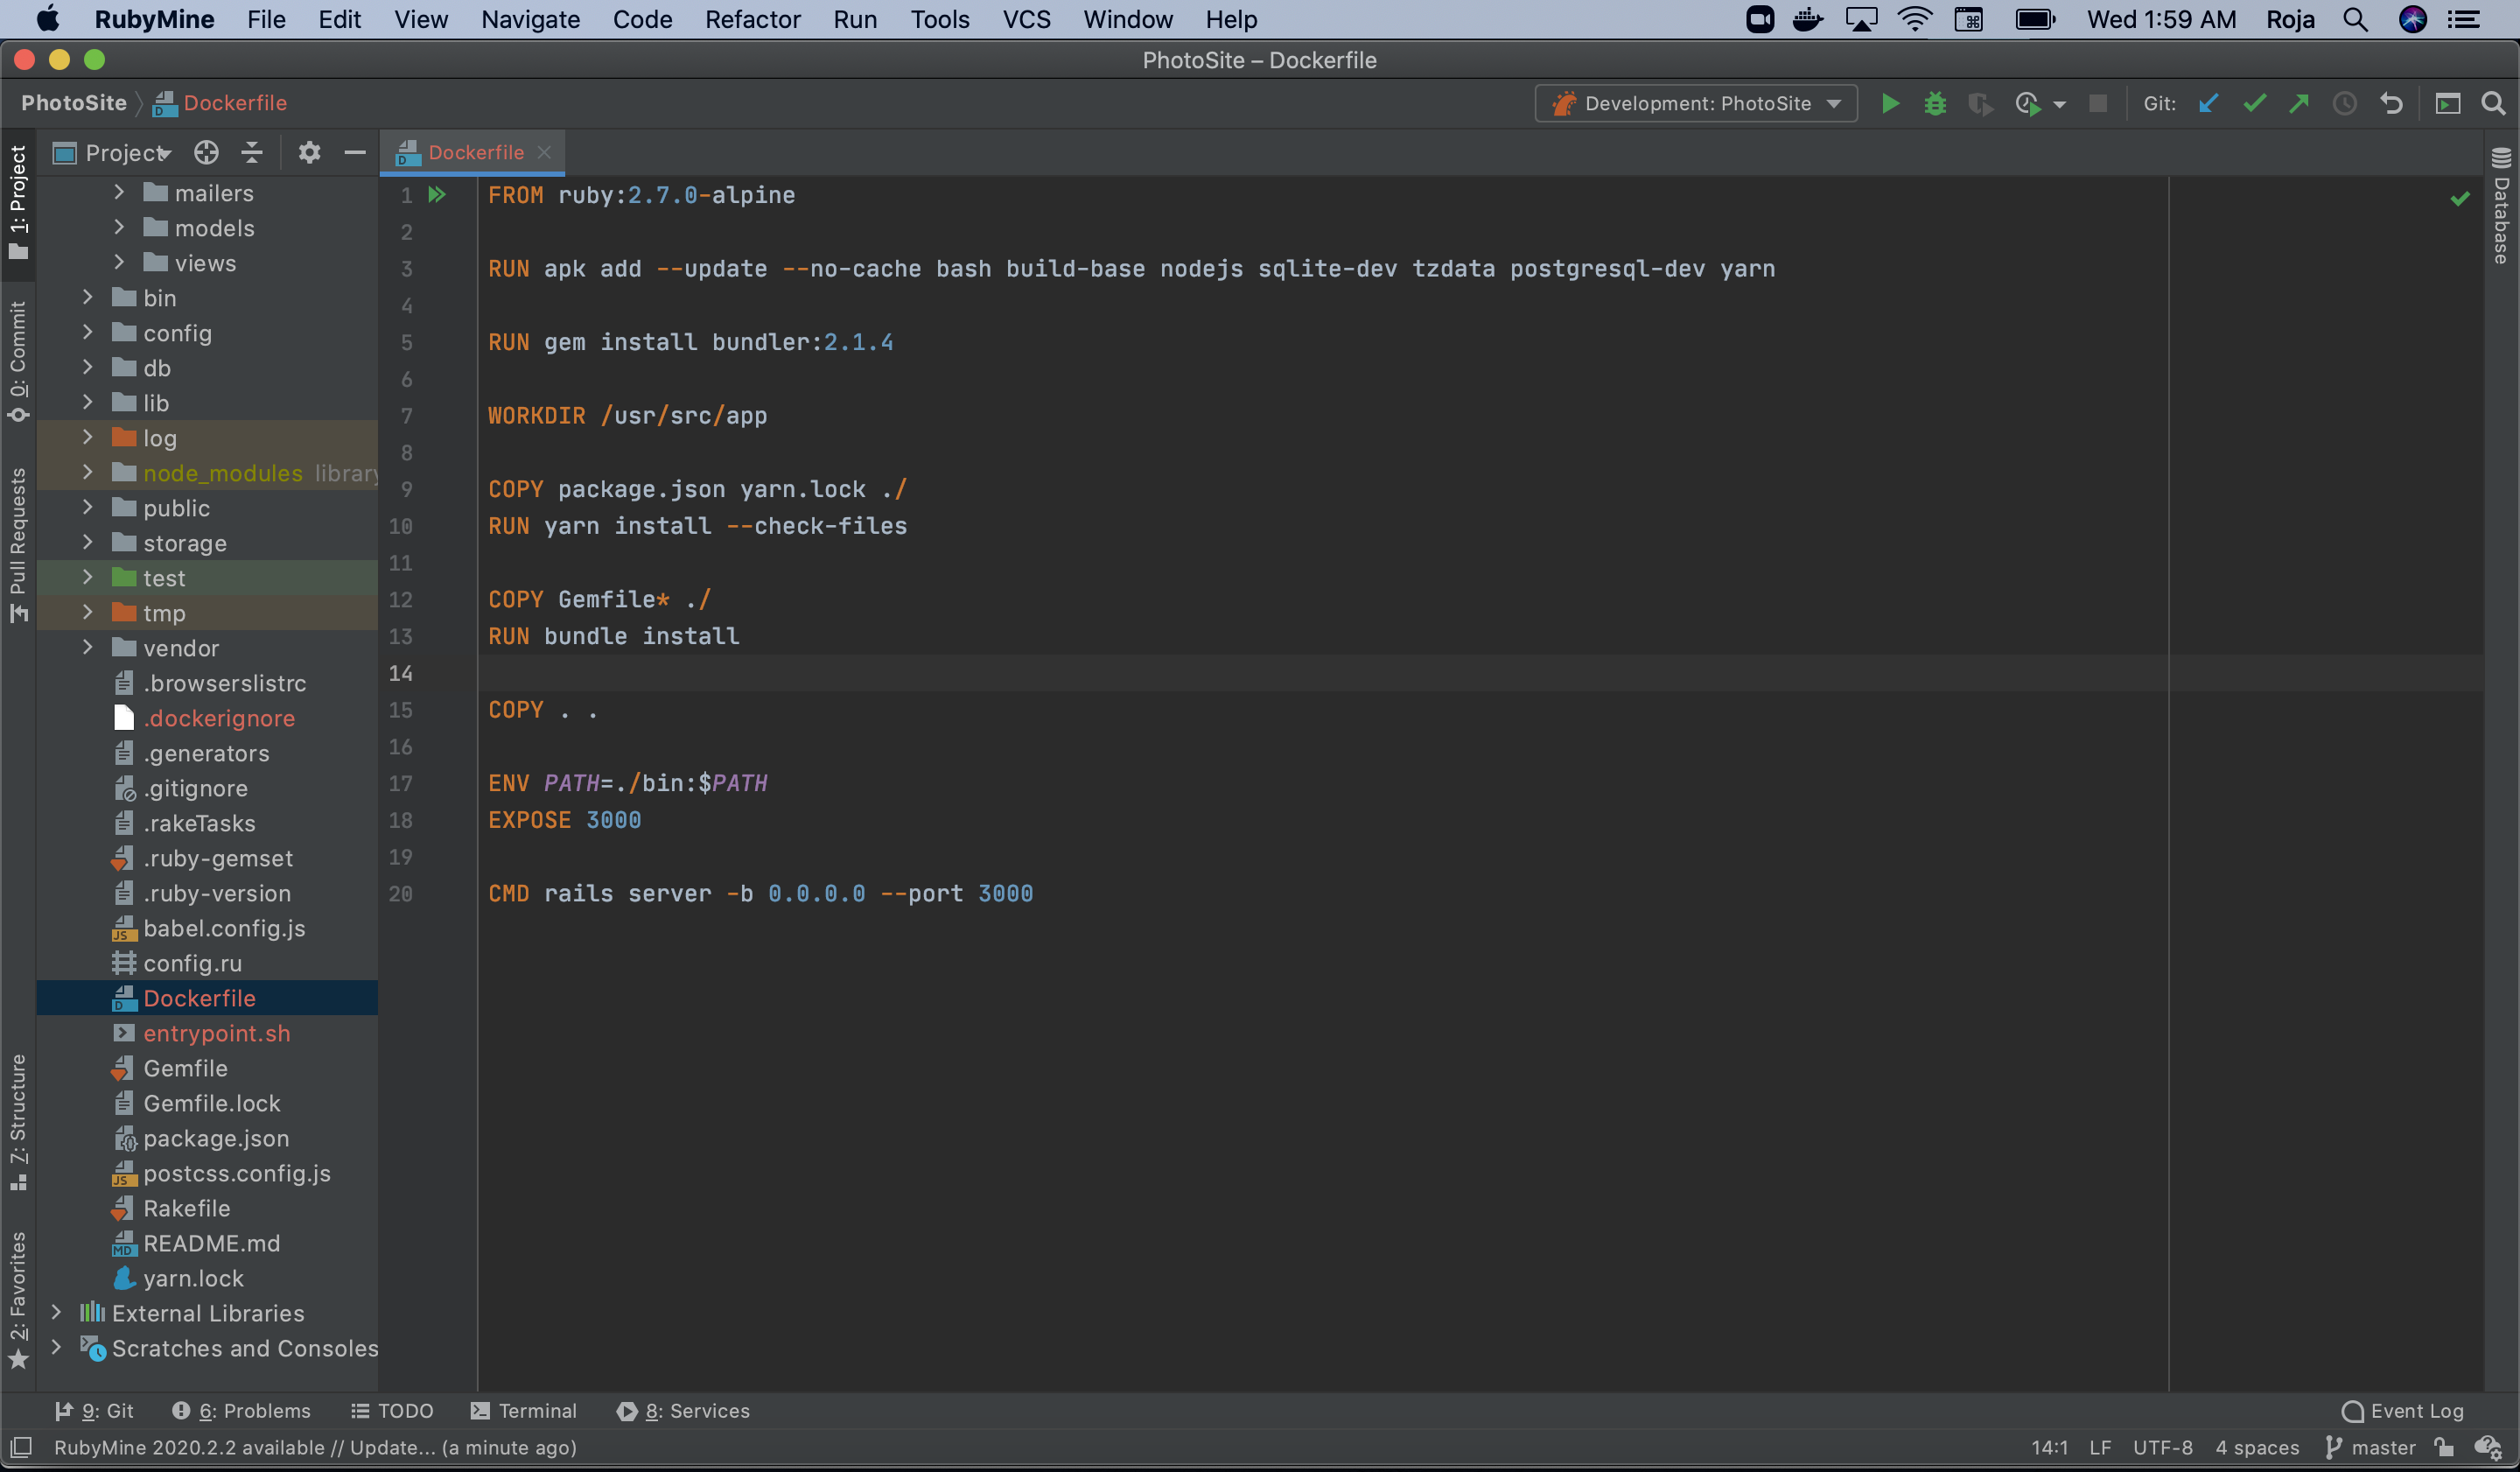 RubyMine File Edit View Navigate Code Refactor Run Tools VCS Window Help Wed 1:59 AM Roja
PhotoSite – Dockerfile
PhotoSite Dockerfile Development: PhotoSite Git:
Project Dockerfile
1: Project
0: Commit
Pull Requests
7: Structure
2: Favorites
mailers
models
views
bin
config
db
lib
log
node_modules library
public
storage
test
tmp
vendor
.browserslistrc
.dockerignore
.generators
.gitignore
.rakeTasks
.ruby-gemset
.ruby-version
babel.config.js
config.ru
Dockerfile
entrypoint.sh
Gemfile
Gemfile.lock
package.json
postcss.config.js
Rakefile
README.md
yarn.lock
External Libraries
Scratches and Consoles
1 FROM ruby:2.7.0-alpine
2
3 RUN apk add --update --no-cache bash build-base nodejs sqlite-dev tzdata postgresql-dev yarn
4
5 RUN gem install bundler:2.1.4
6
7 WORKDIR /usr/src/app
8
9 COPY package.json yarn.lock ./
10 RUN yarn install --check-files
11
12 COPY Gemfile* ./
13 RUN bundle install
14
15 COPY . .
16
17 ENV PATH=./bin:$PATH
18 EXPOSE 3000
19
20 CMD rails server -b 0.0.0.0 --port 3000
Database
9: Git 6: Problems TODO Terminal 8: Services Event Log
RubyMine 2020.2.2 available // Update... (a minute ago) 14:1 LF UTF-8 4 spaces master